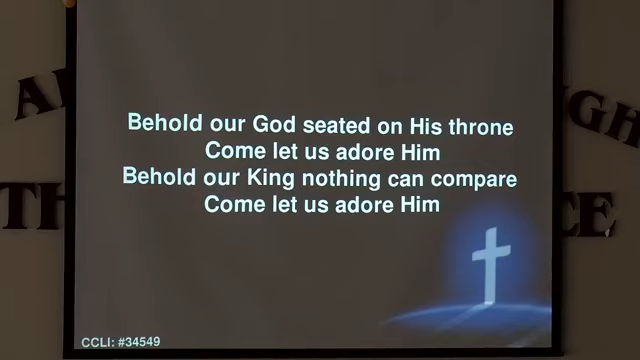 Behold our God seated on His throne
Come let us adore Him
Behold our King nothing can compare
Come let us adore Him
CCLI: #34549